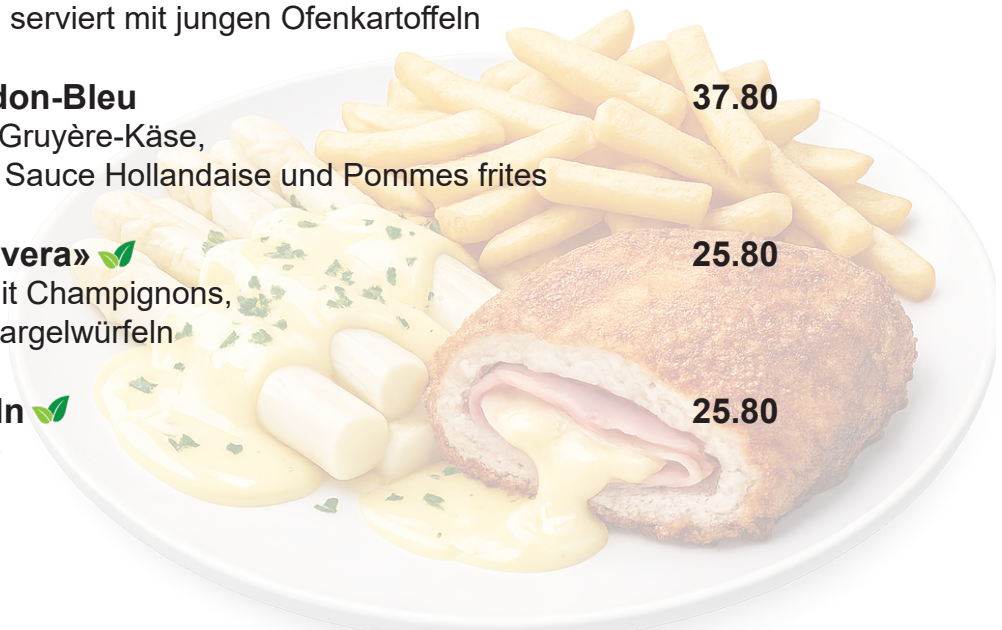 serviert mit jungen Ofenkartoffeln
don-Bleu 37.80
Gruyère-Käse,
Sauce Hollandaise und Pommes frites
vera» 25.80
it Champignons,
argelwürfeln
ln 25.80